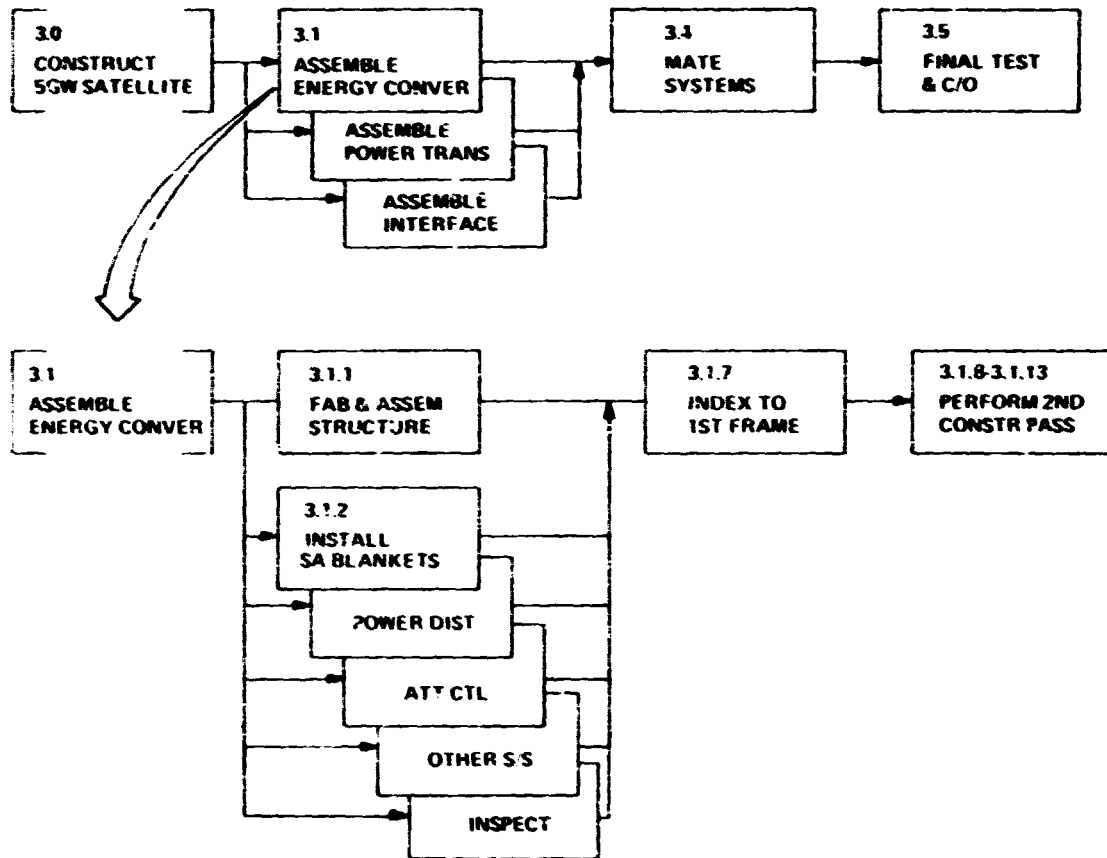 3.0
CONSTRUCT
5GW SATELLITE
3.1
ASSEMBLE
ENERGY CONVER
ASSEMBLE
POWER TRANS
ASSEMBLE
INTERFACE
3.4
MATE
SYSTEMS
3.5
FINAL TEST
& C/O
3.1
ASSEMBLE
ENERGY CONVER
3.1.1
FAB & ASSEM
STRUCTURE
3.1.2
INSTALL
SA BLANKETS
POWER DIST
ATT CTL
OTHER S/S
INSPECT
3.1.7
INDEX TO
1ST FRAME
3.1.8-3.1.13
PERFORM 2ND
CONSTR PASS